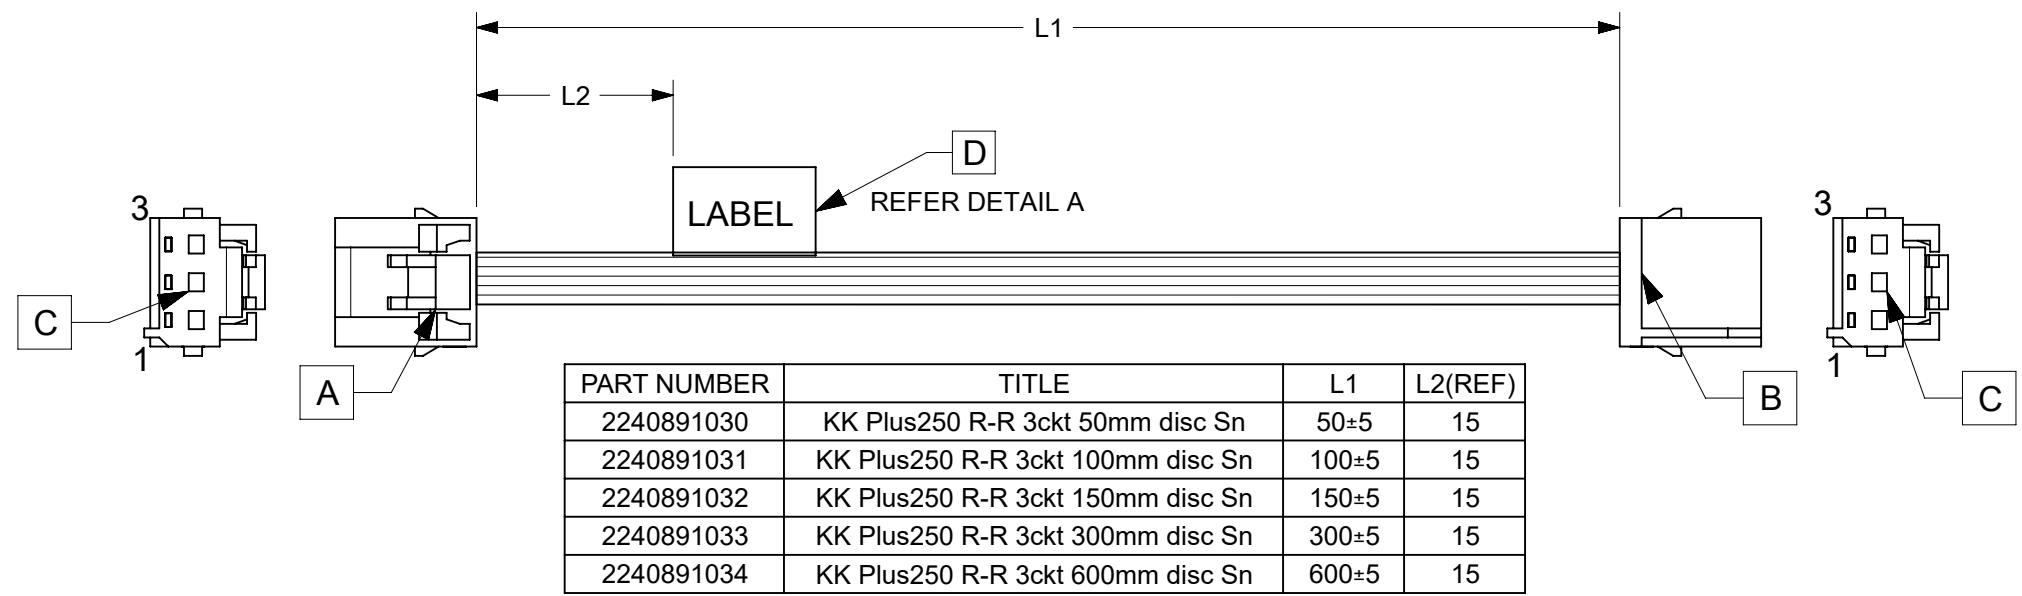 L1
L2
D
LABEL
REFER DETAIL A
3
3
C
1
1
A
B
C
PART NUMBER TITLE L1 L2(REF)
2240891030 KK Plus250 R-R 3ckt 50mm disc Sn 50±5 15
2240891031 KK Plus250 R-R 3ckt 100mm disc Sn 100±5 15
2240891032 KK Plus250 R-R 3ckt 150mm disc Sn 150±5 15
2240891033 KK Plus250 R-R 3ckt 300mm disc Sn 300±5 15
2240891034 KK Plus250 R-R 3ckt 600mm disc Sn 600±5 15